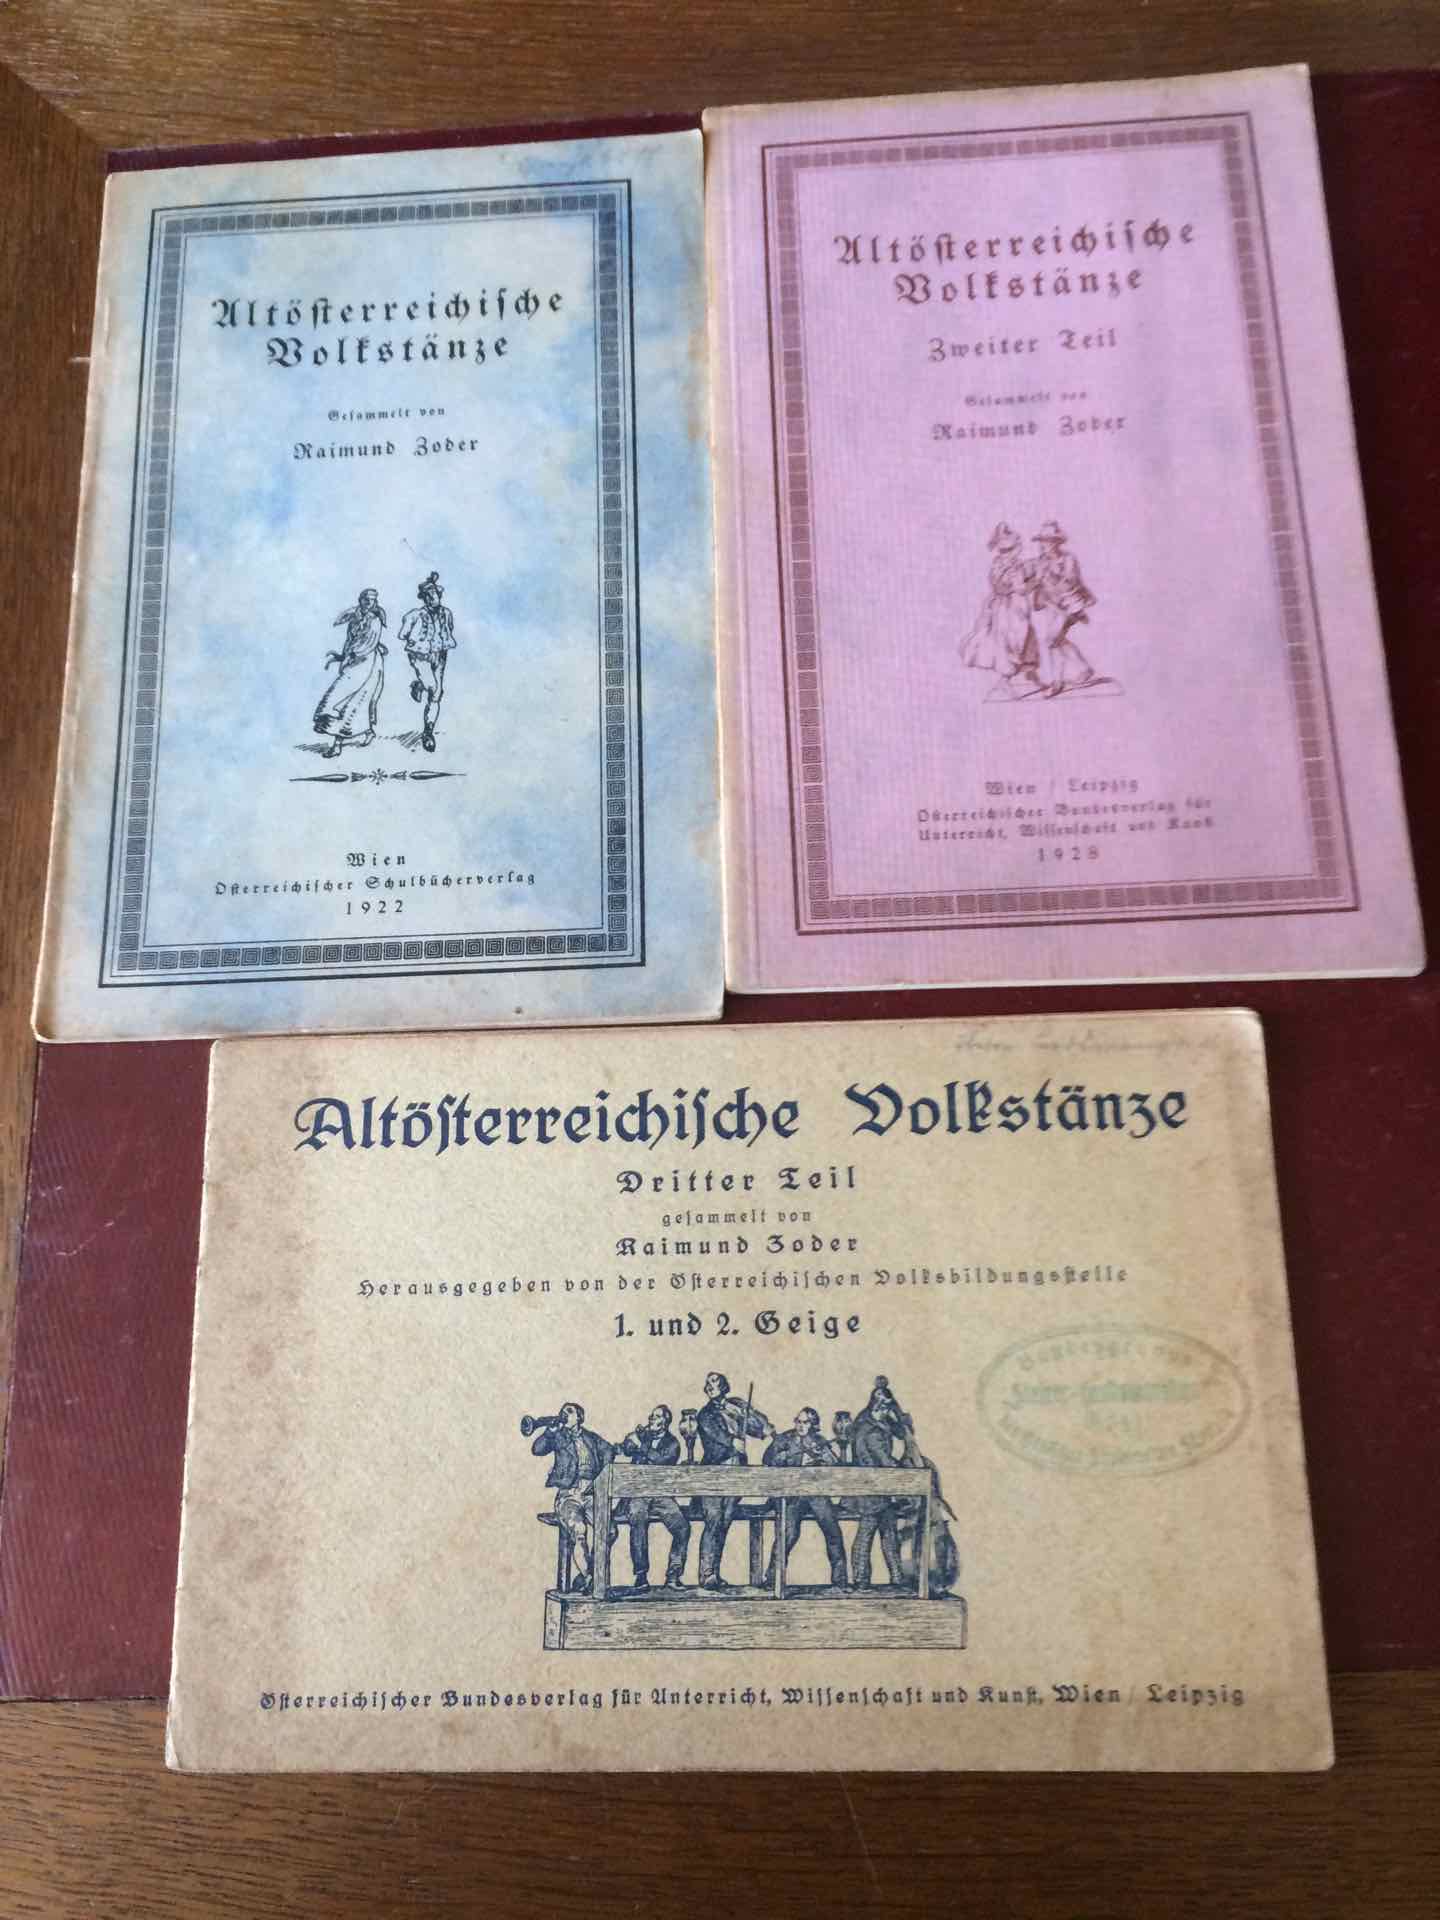 Altösterreichische
Volkstänze
Gesammelt von
Raimund Zoder
Wien
Österreichischer Schulbücherverlag
1922
Altösterreichische
Volkstänze
Zweiter Teil
Gesammelt von
Raimund Zoder
Wien / Leipzig
Österreichischer Bundesverlag für
Unterricht, Wissenschaft und Kunst
1928
Altösterreichische Volkstänze
Dritter Teil
gesammelt von
Raimund Zoder
Herausgegeben von der Österreichischen Volksbildungsstelle
1. und 2. Geige
Österreichischer Bundesverlag für Unterricht, Wissenschaft und Kunst, Wien / Leipzig